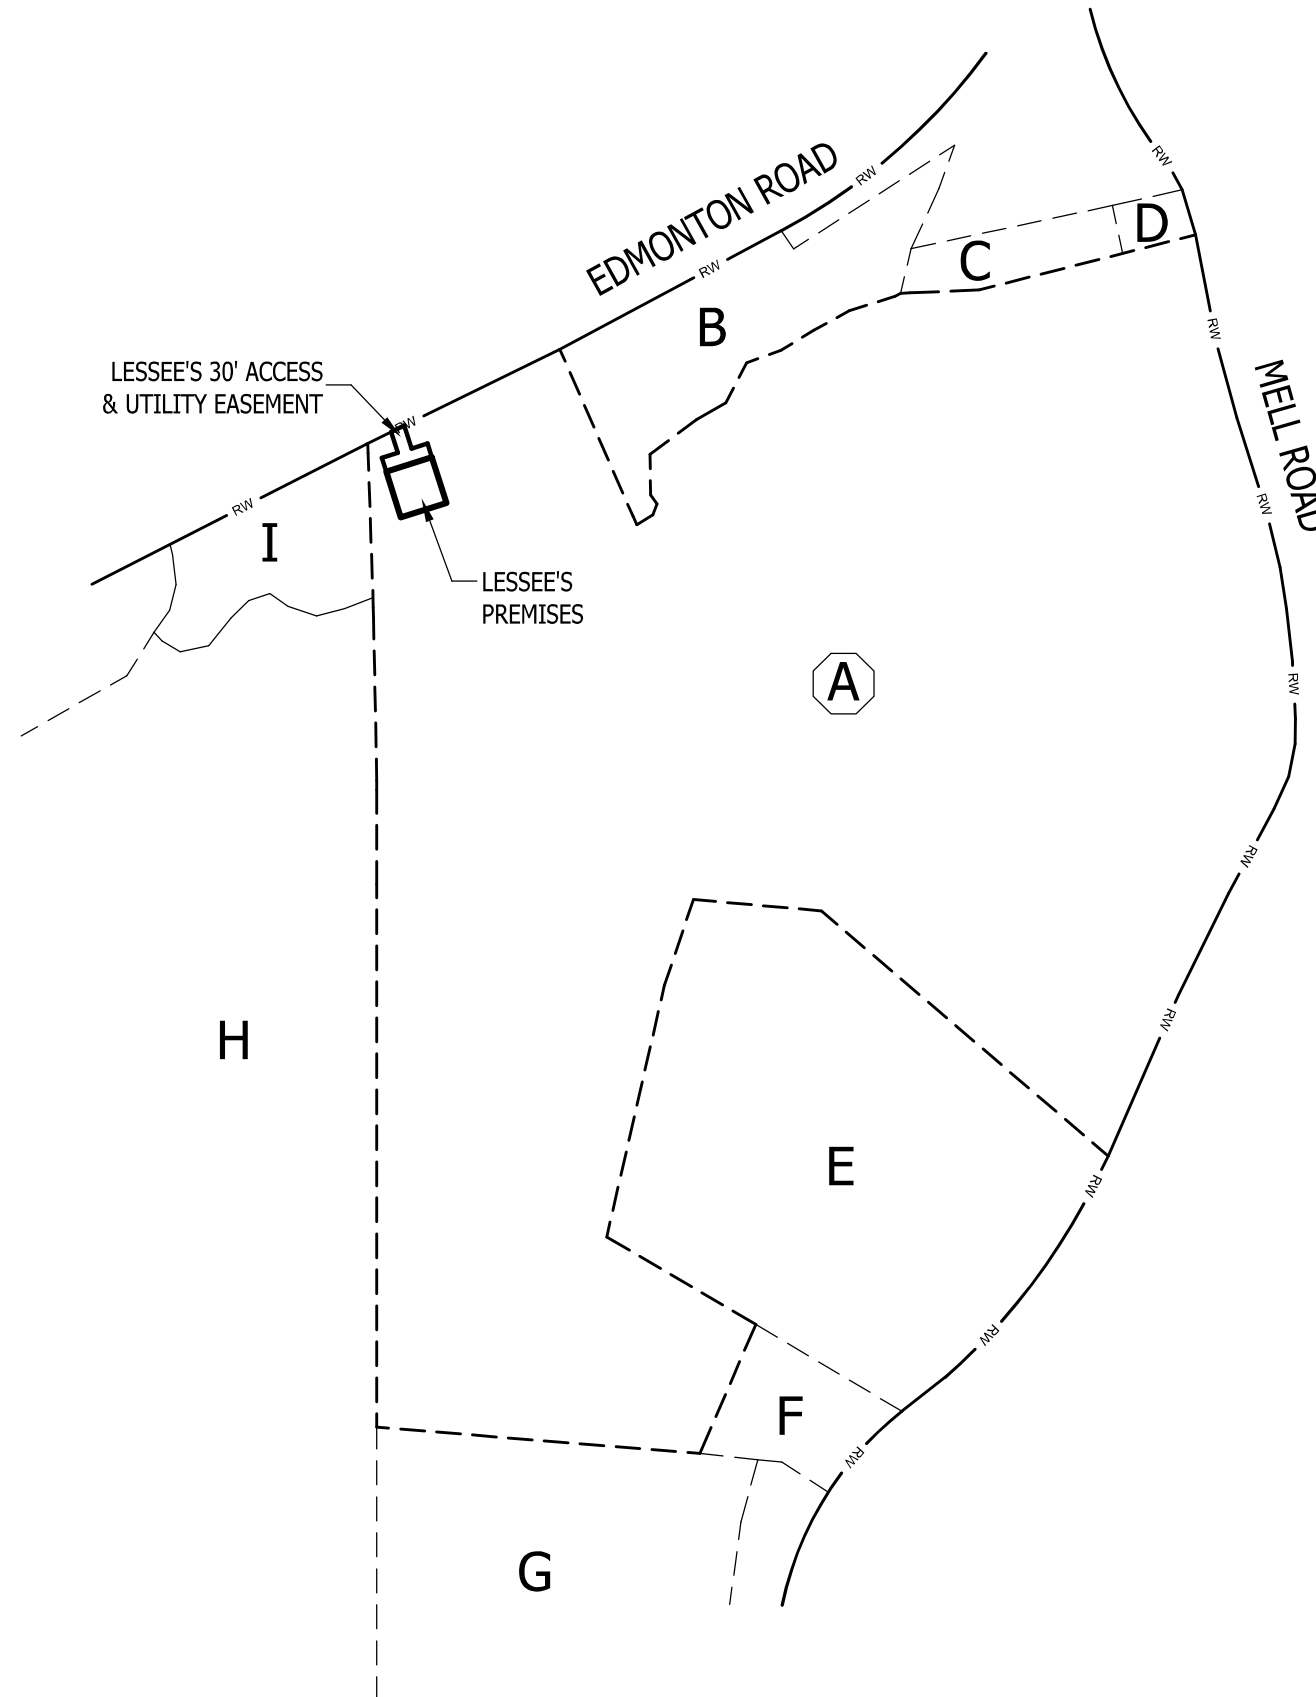 RW
D
EDMONTON ROAD
RW
C
RW
B
RW
LESSEE'S 30' ACCESS
& UTILITY EASEMENT
MELL ROAD
RW
RW
RW
I
LESSEE'S
PREMISES
A
RW
RW
H
RW
E
RW
RW
F
RW
G